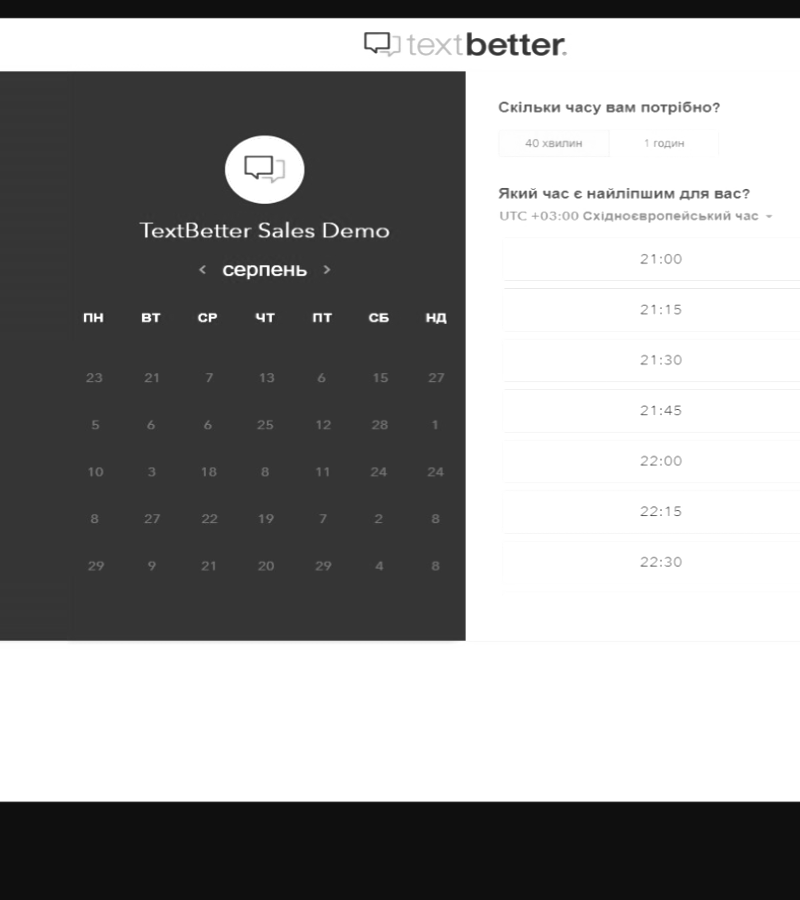 textbetter.
TextBetter Sales Demo
< серпень >
ПН ВТ СР ЧТ ПТ СБ НД
23 21 7 13 6 15 27
5 6 6 25 12 28 1
10 3 18 8 11 24 24
8 27 22 19 7 2 8
29 9 21 20 29 4 8
Скільки часу вам потрібно?
40 хвилин 1 годин
Який час є найліпшим для вас?
UTC +03:00 Східноєвропейський час
21:00
21:15
21:30
21:45
22:00
22:15
22:30